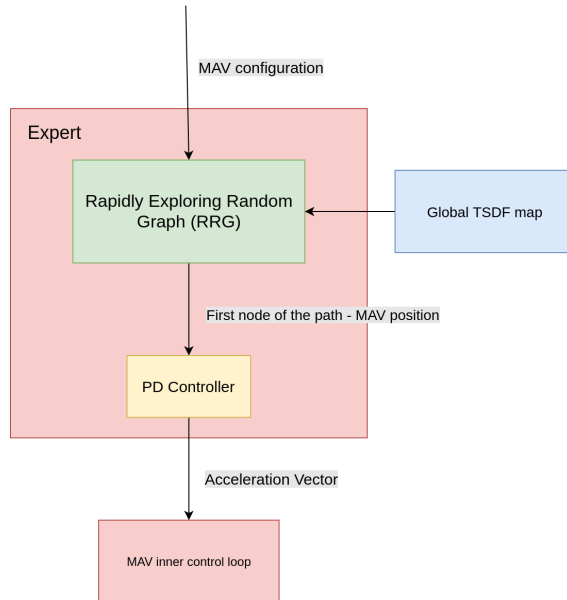 MAV configuration
Expert
Rapidly Exploring Random
Graph (RRG)
Global TSDF map
First node of the path - MAV position
PD Controller
Acceleration Vector
MAV inner control loop